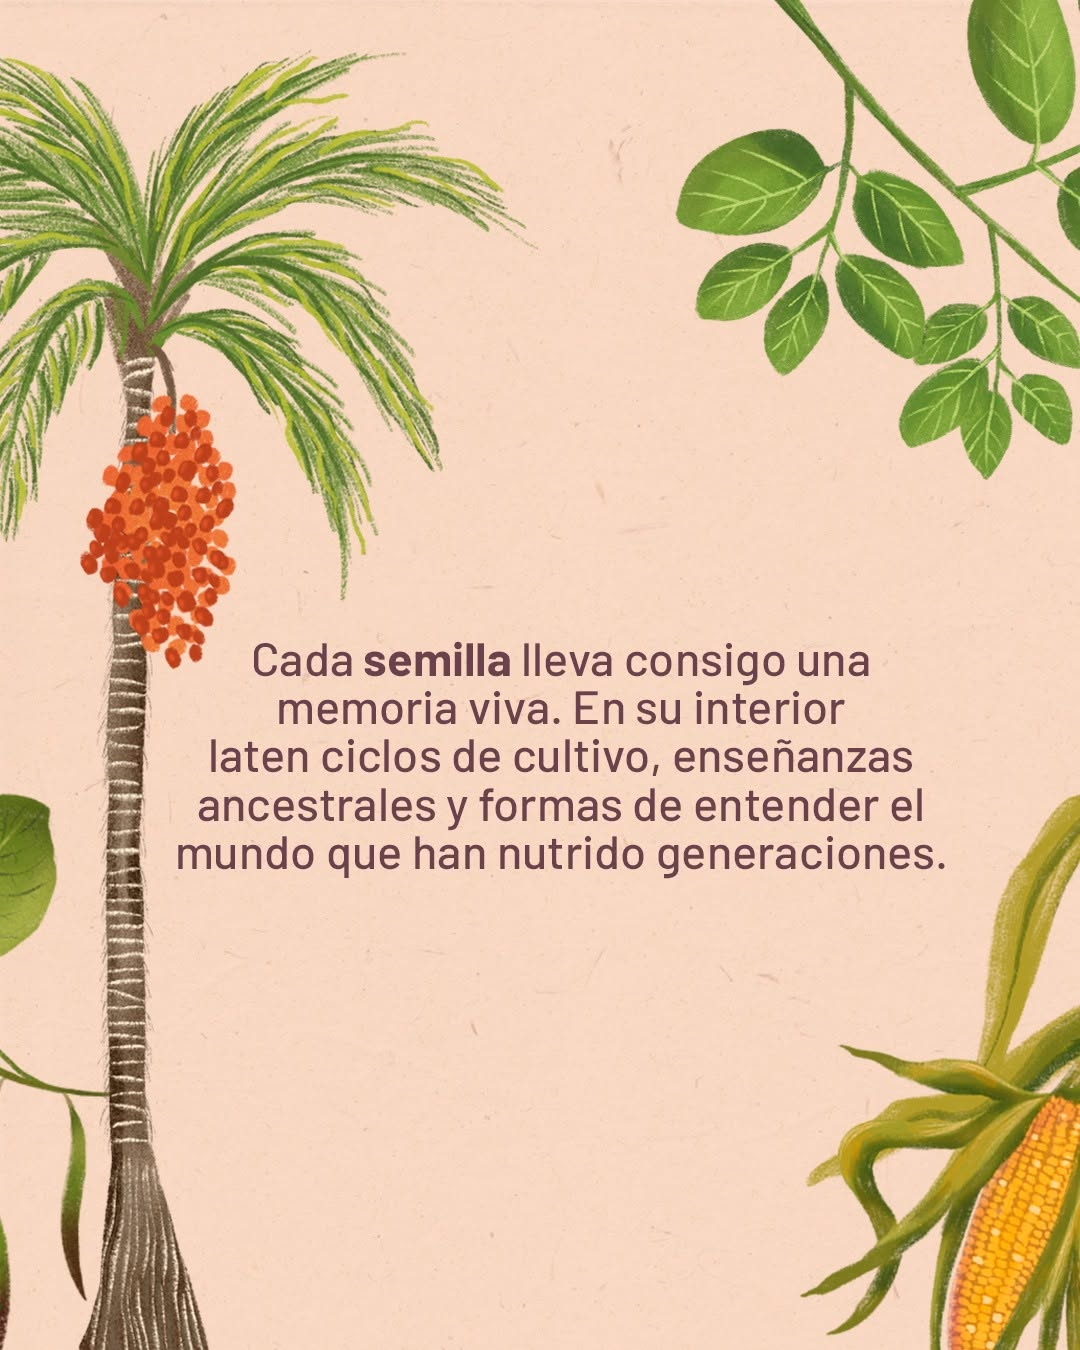 Cada semilla lleva consigo una
memoria viva. En su interior
laten ciclos de cultivo, enseñanzas
ancestrales y formas de entender el
mundo que han nutrido generaciones.